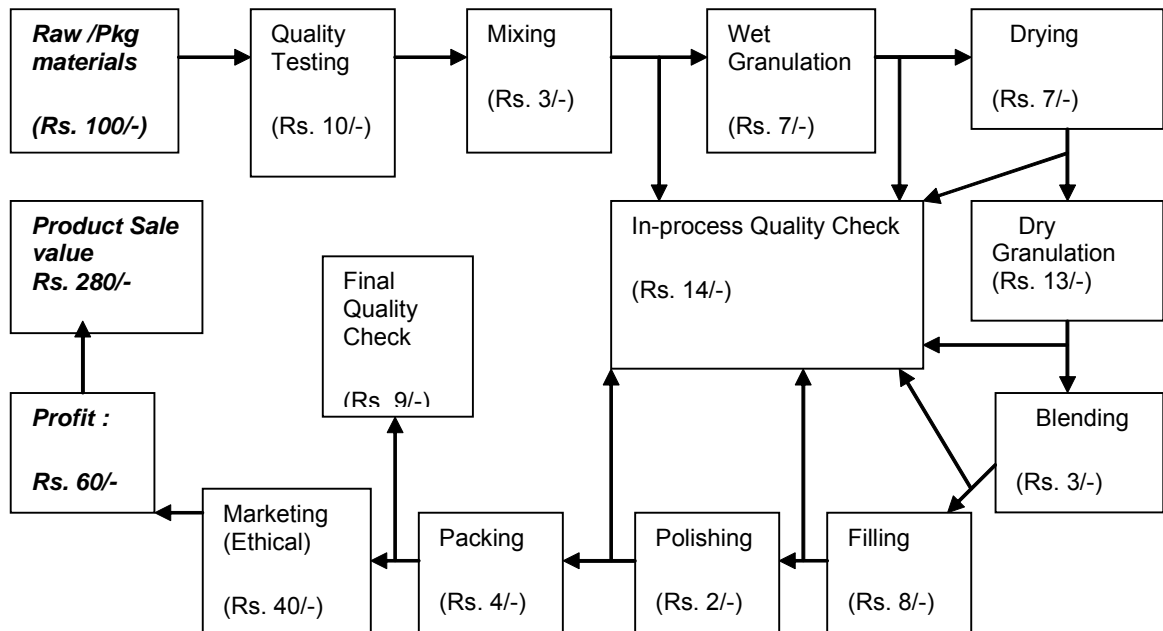 Raw /Pkg
materials
(Rs. 100/-)
Quality
Testing
(Rs. 10/-)
Mixing
(Rs. 3/-)
Wet
Granulation
(Rs. 7/-)
Drying
(Rs. 7/-)
Product Sale
value
Rs. 280/-
Final
Quality
Check
(Rs. 9/-)
In-process Quality Check
(Rs. 14/-)
Dry
Granulation
(Rs. 13/-)
Profit :
Rs. 60/-
Blending
(Rs. 3/-)
Marketing
(Ethical)
(Rs. 40/-)
Packing
(Rs. 4/-)
Polishing
(Rs. 2/-)
Filling
(Rs. 8/-)